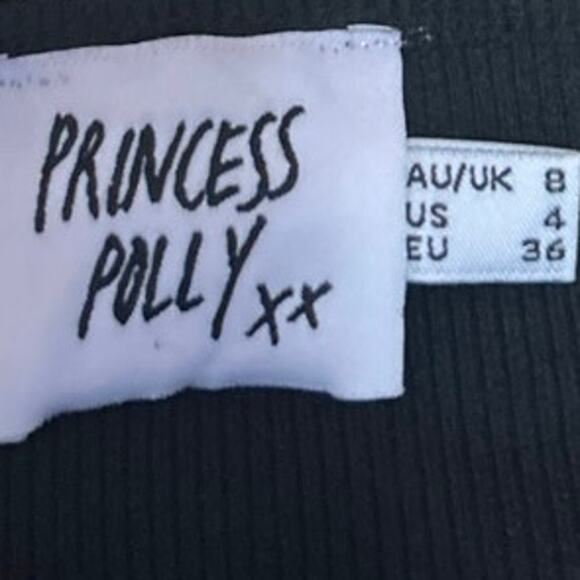 PRINCESS
POLLY xx
AU/UK 8
US 4
EU 36